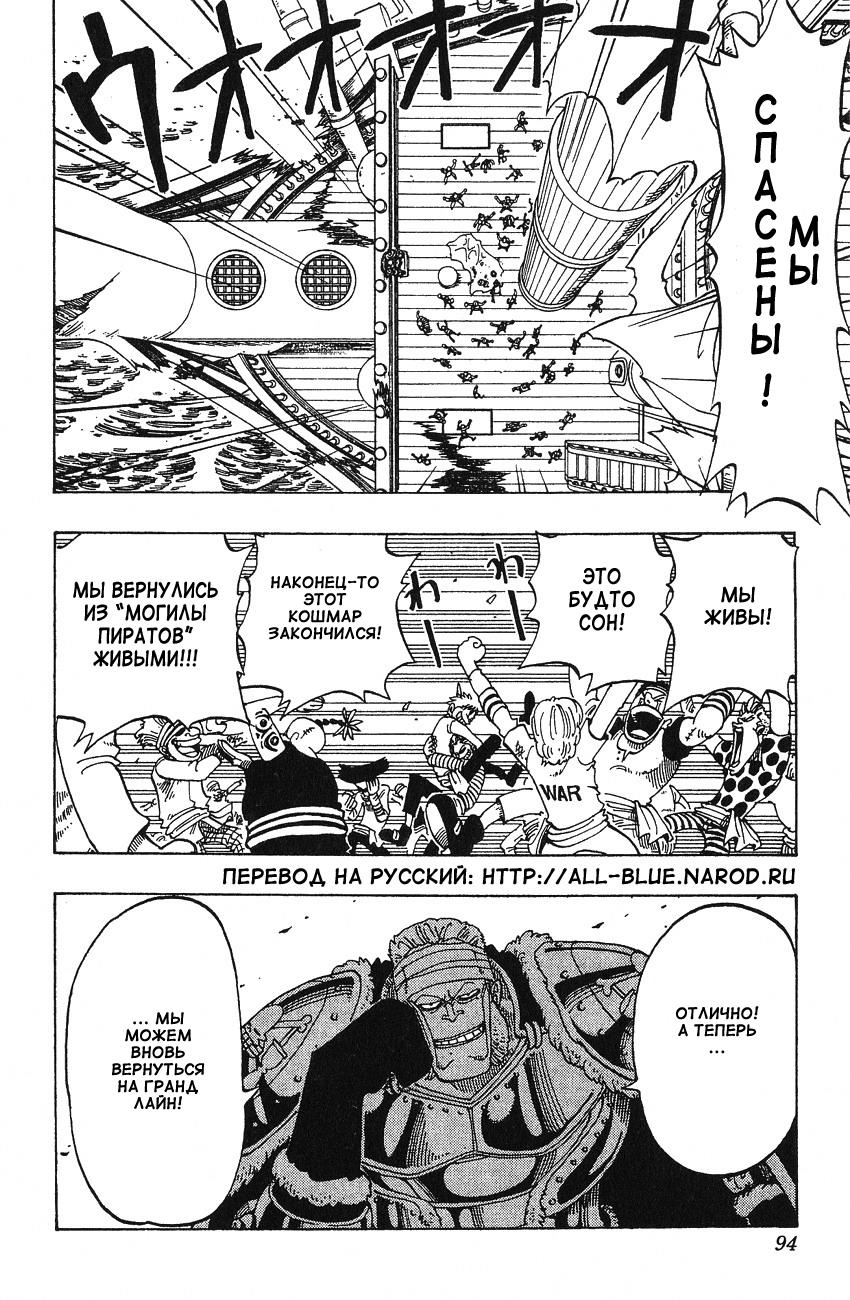 ウオオオオ
МЫ
СПАСЕНЫ!
МЫ
ЖИВЫ!
ЭТО
БУДТО
СОН!
わー
わー
НАКОНЕЦ-ТО
ЭТОТ
КОШМАР
ЗАКОНЧИЛСЯ!
МЫ ВЕРНУЛИСЬ
ИЗ “МОГИЛЫ
ПИРАТОВ”
ЖИВЫМИ!!!
WAR
ПЕРЕВОД НА РУССКИЙ: HTTP://ALL-BLUE.NAROD.RU
ОТЛИЧНО!
А ТЕПЕРЬ
...
... МЫ
МОЖЕМ
ВНОВЬ
ВЕРНУТЬСЯ
НА ГРАНД
ЛАЙН!
94